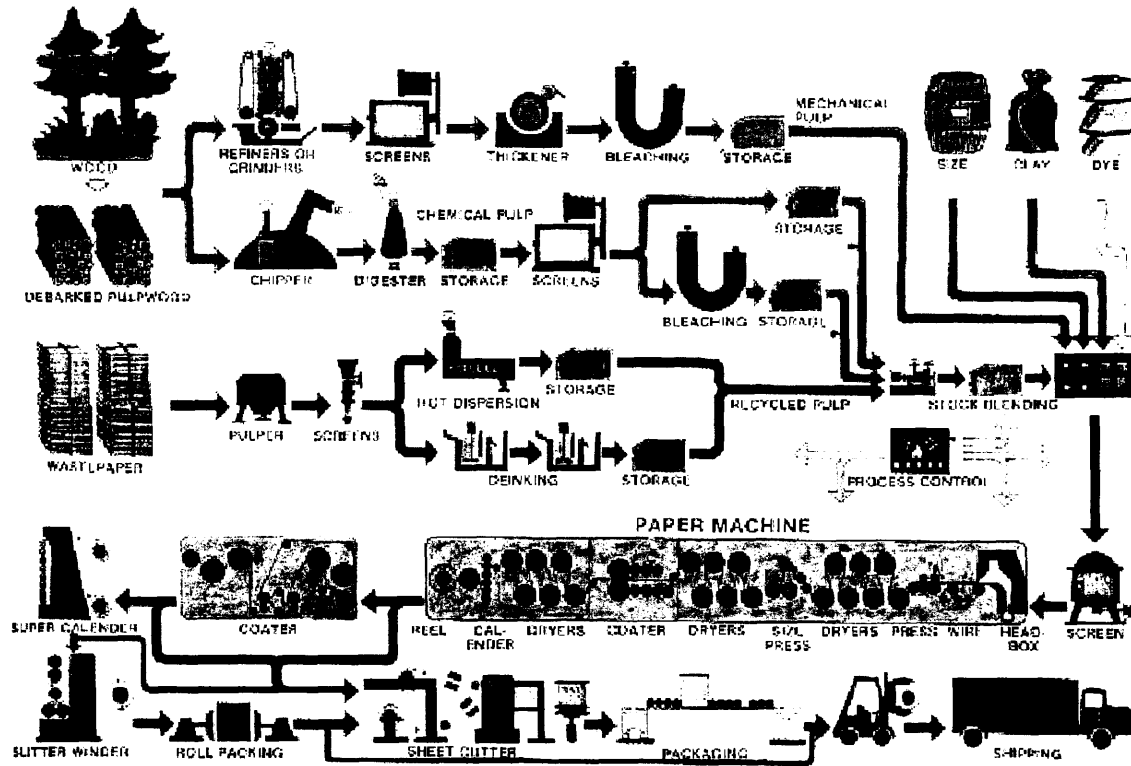 MECHANICAL
PULP
WOOD
REFINERS OR
GRINDERS
SCREENS
THICKENER
BLEACHING
STORAGE
SIZE
CLAY
DYE
CHEMICAL PULP
STORAGE
DEBARKED PULPWOOD
CHIPPER
DIGESTER
STORAGE
SCREENS
BLEACHING
STORAGE
HOT DISPERSION
STORAGE
RECYCLED PULP
STOCK BLENDING
PULPER
SCREENS
WASTEPAPER
DEINKING
STORAGE
PROCESS CONTROL
PAPER MACHINE
SUPER CALENDER
COATER
REEL
CAL-
ENDER
DRYERS
COATER
DRYERS
SIZE
PRESS
DRYERS
PRESS
WIRE
HEAD-
BOX
SCREEN
SLITTER WINDER
ROLL PACKING
SHEET CUTTER
PACKAGING
SHIPPING